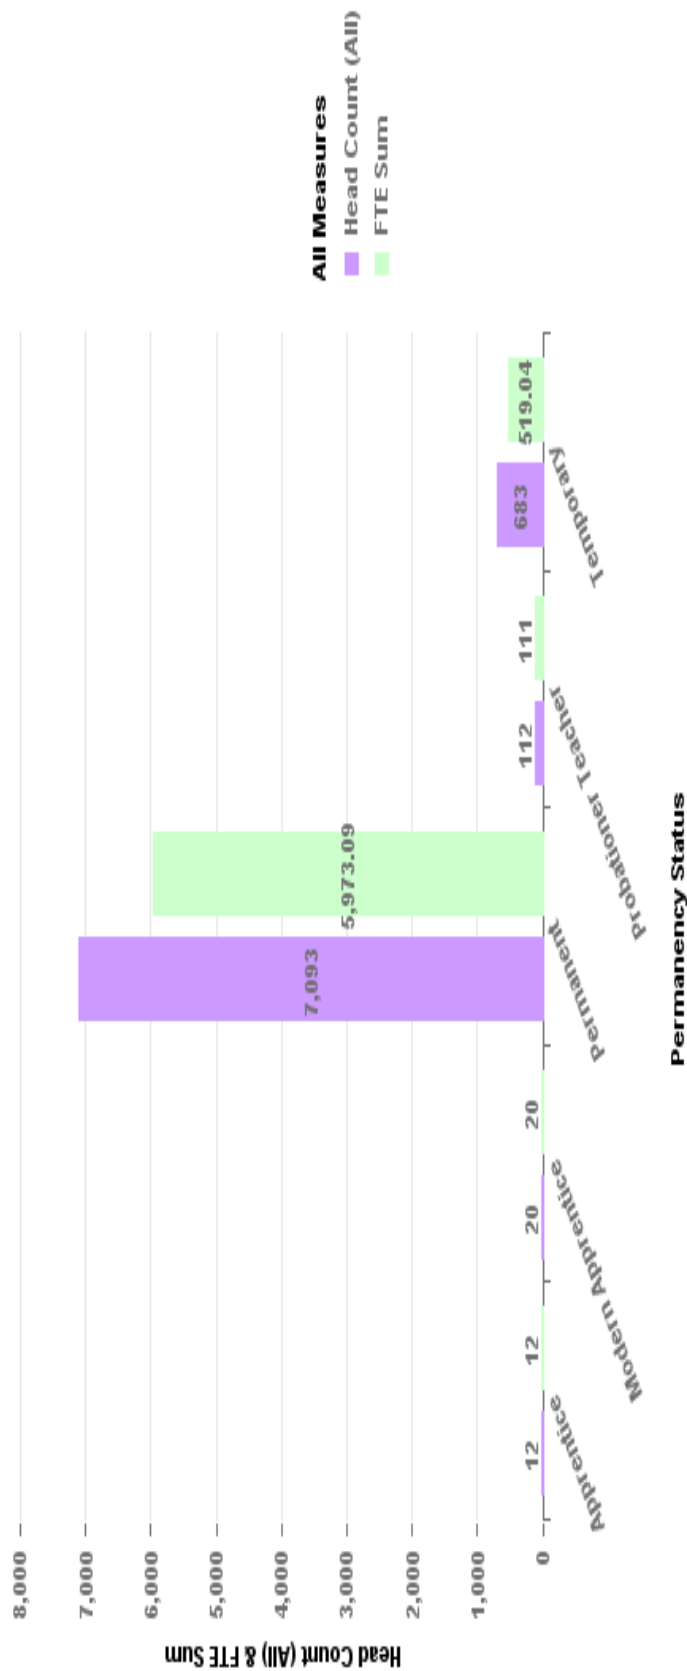 Head Count (All) & FTE Sum
8,000
7,000
6,000
5,000
4,000
3,000
2,000
1,000
0
12
12
20
20
7,093
5,973.09
112
111
683
519.04
Apprentice
Modern Apprentice
Permanent
Probationer Teacher
Temporary
Permanency Status
All Measures
Head Count (All)
FTE Sum